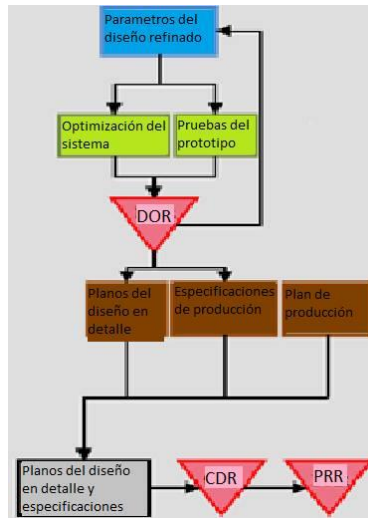 Parametros del
diseño refinado
Optimización del
sistema
Pruebas del
prototipo
DOR
Planos del
diseño en
detalle
Especificaciones
de producción
Plan de
producción
Planos del diseño
en detalle y
especificaciones
CDR
PRR